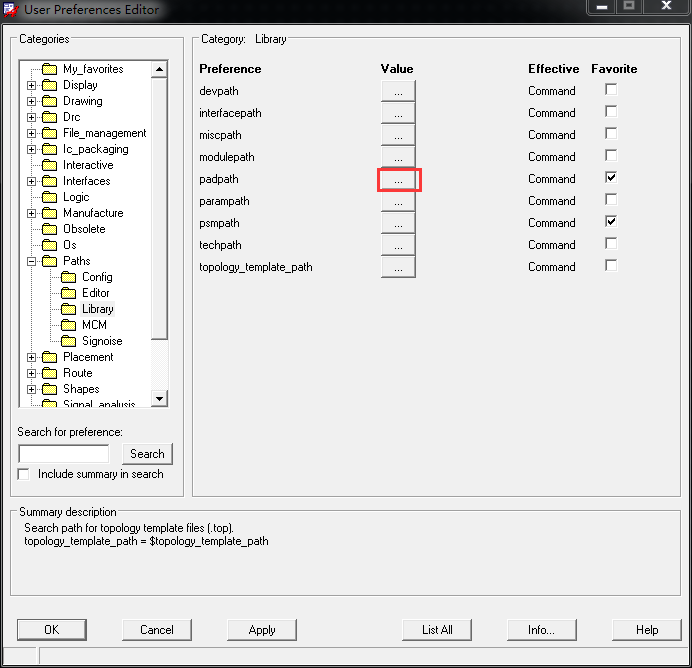 User Preferences Editor
Categories
My_favorites
Display
Drawing
Drc
File_management
Ic_packaging
Interactive
Interfaces
Logic
Manufacture
Obsolete
Os
Paths
Config
Editor
Library
MCM
Signoise
Placement
Route
Shapes
Signal_analysis
Search for preference:
Search
Include summary in search
Category: Library
Preference Value Effective Favorite
devpath ... Command
interfacepath ... Command
miscpath ... Command
modulepath ... Command
padpath ... Command
parampath ... Command
psmpath ... Command
techpath ... Command
topology_template_path ... Command
Summary description
Search path for topology template files (.top).
topology_template_path = $topology_template_path
OK Cancel Apply List All Info... Help